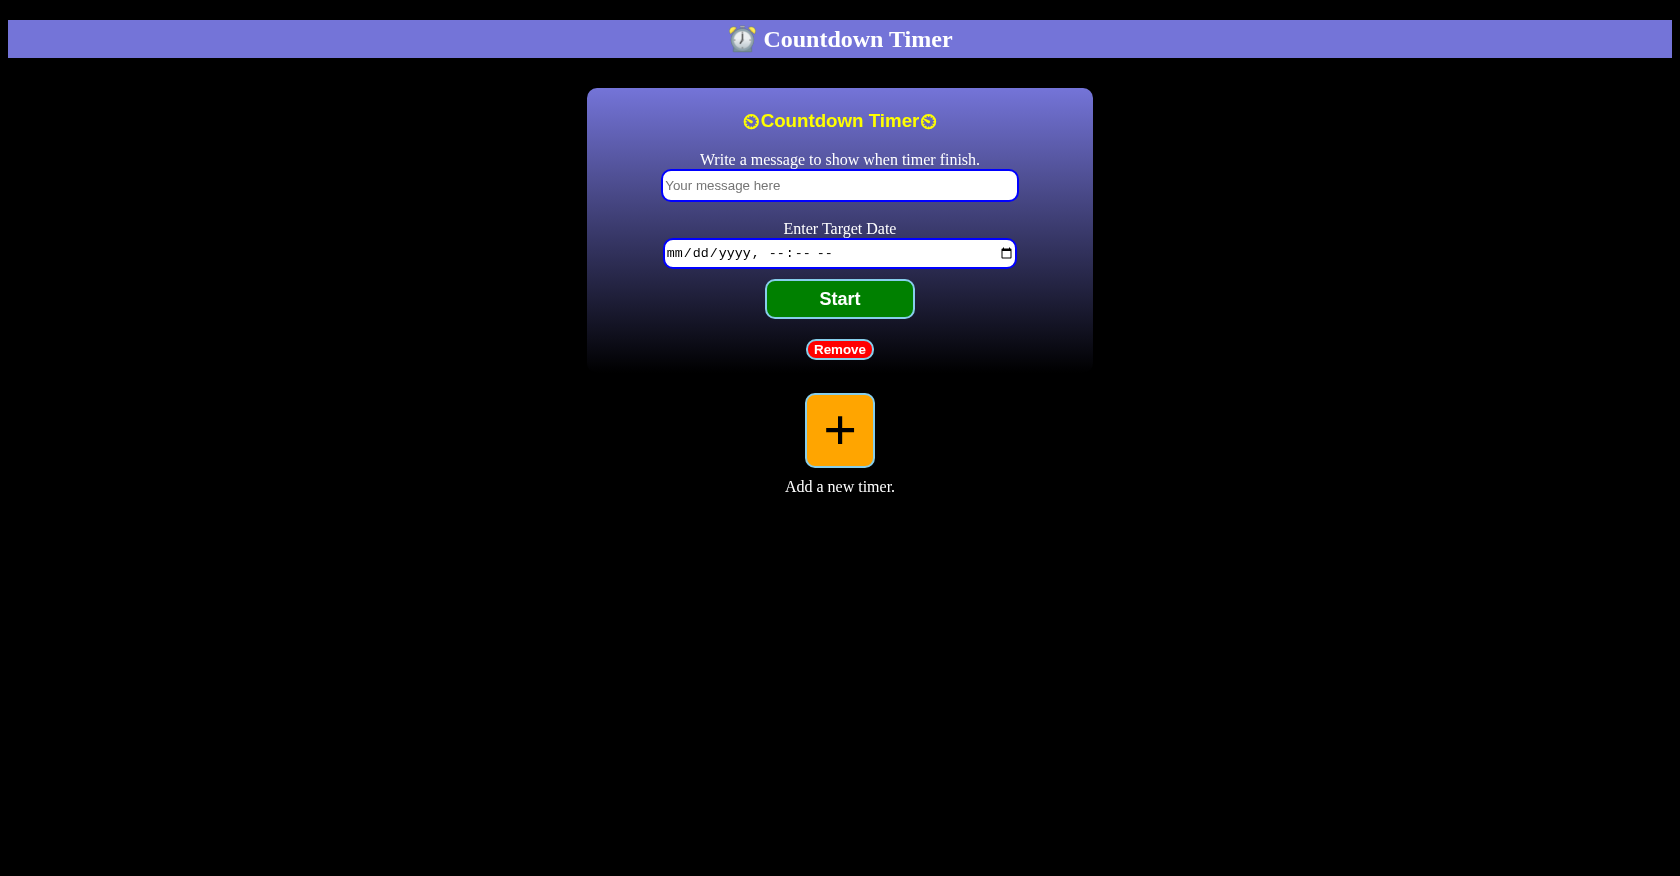 ⏰ Countdown Timer
⏲Countdown Timer⏲
Write a message to show when timer finish.
Your message here
Enter Target Date
mm/dd/yyyy, --:-- --
Start
Remove
+
Add a new timer.